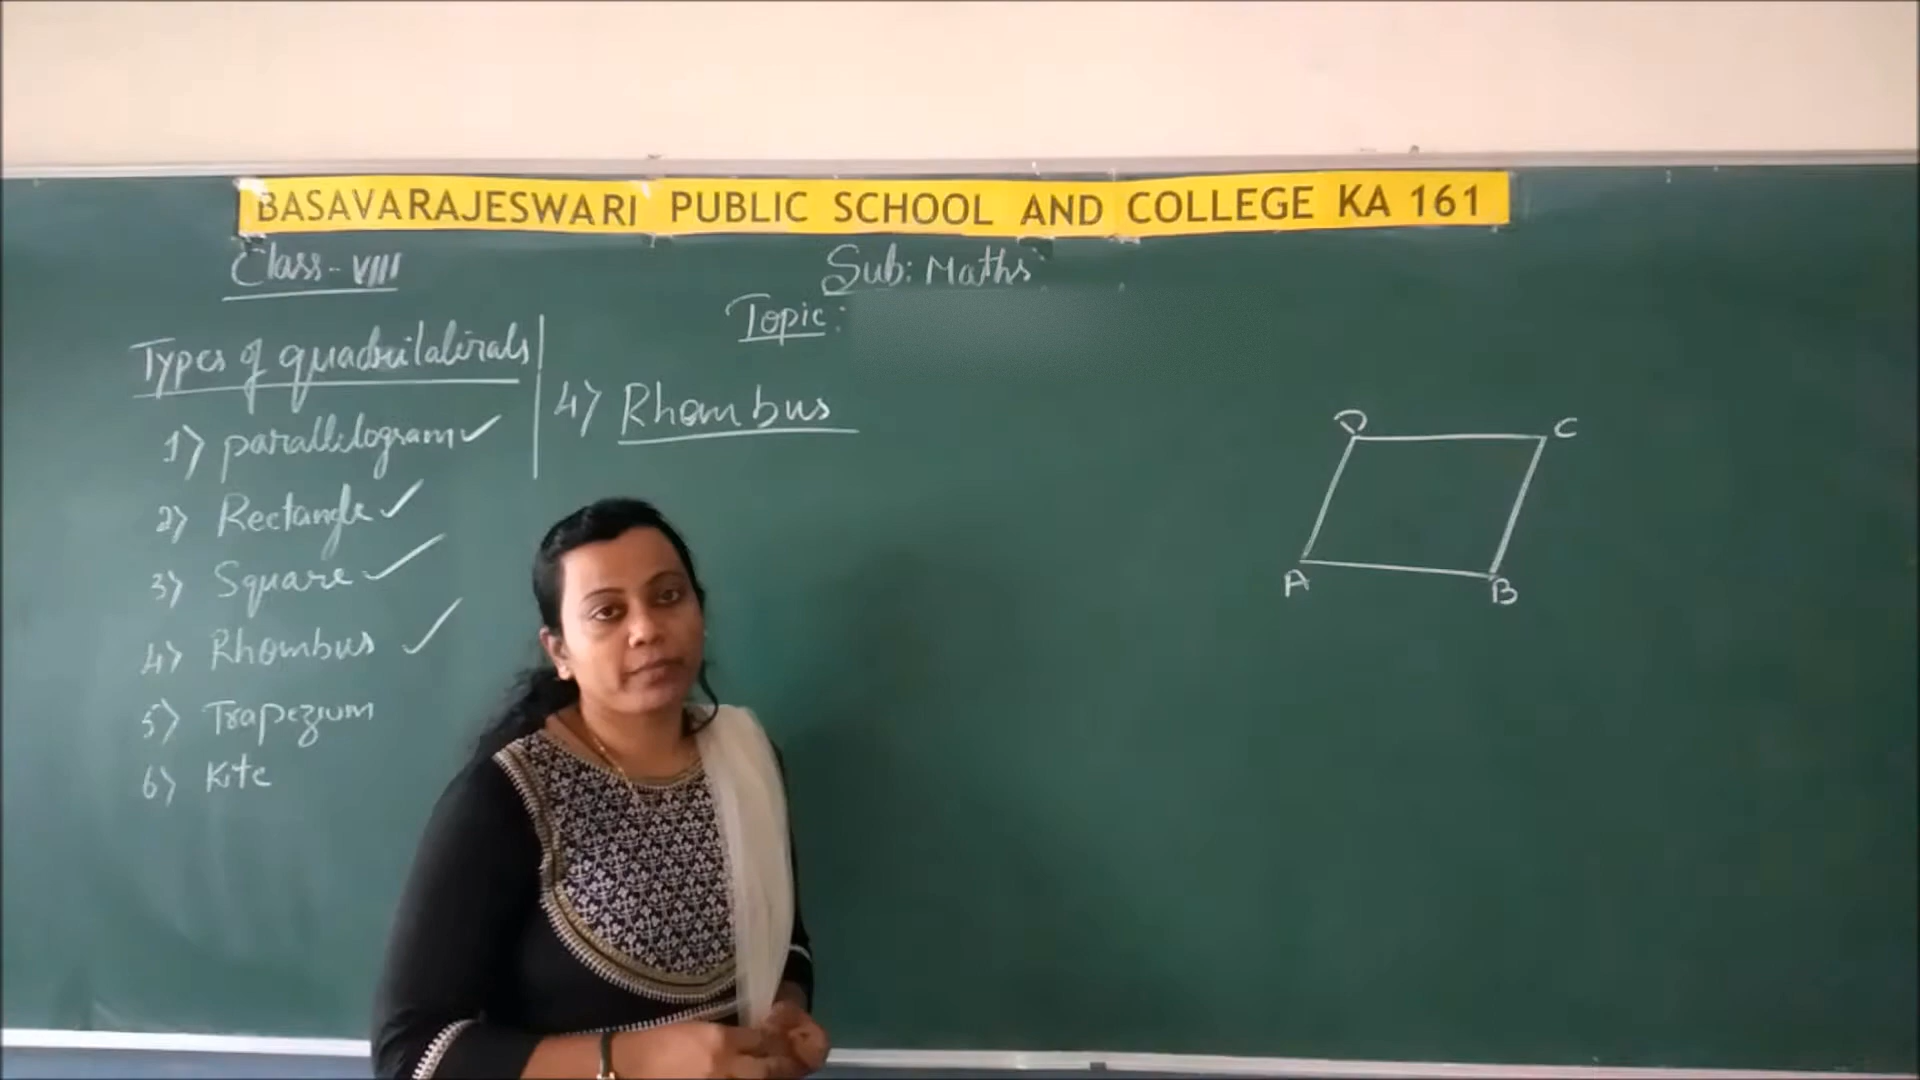 BASAVARAJESWARI PUBLIC SCHOOL AND COLLEGE KA 161
Class - VIII
Sub: Maths
Topic:
Types of quadrilaterals
1) parallelogram ✓
2) Rectangle ✓
3) Square ✓
4) Rhombus ✓
5) Trapezium
6) Kite
4) Rhombus
D C
A B